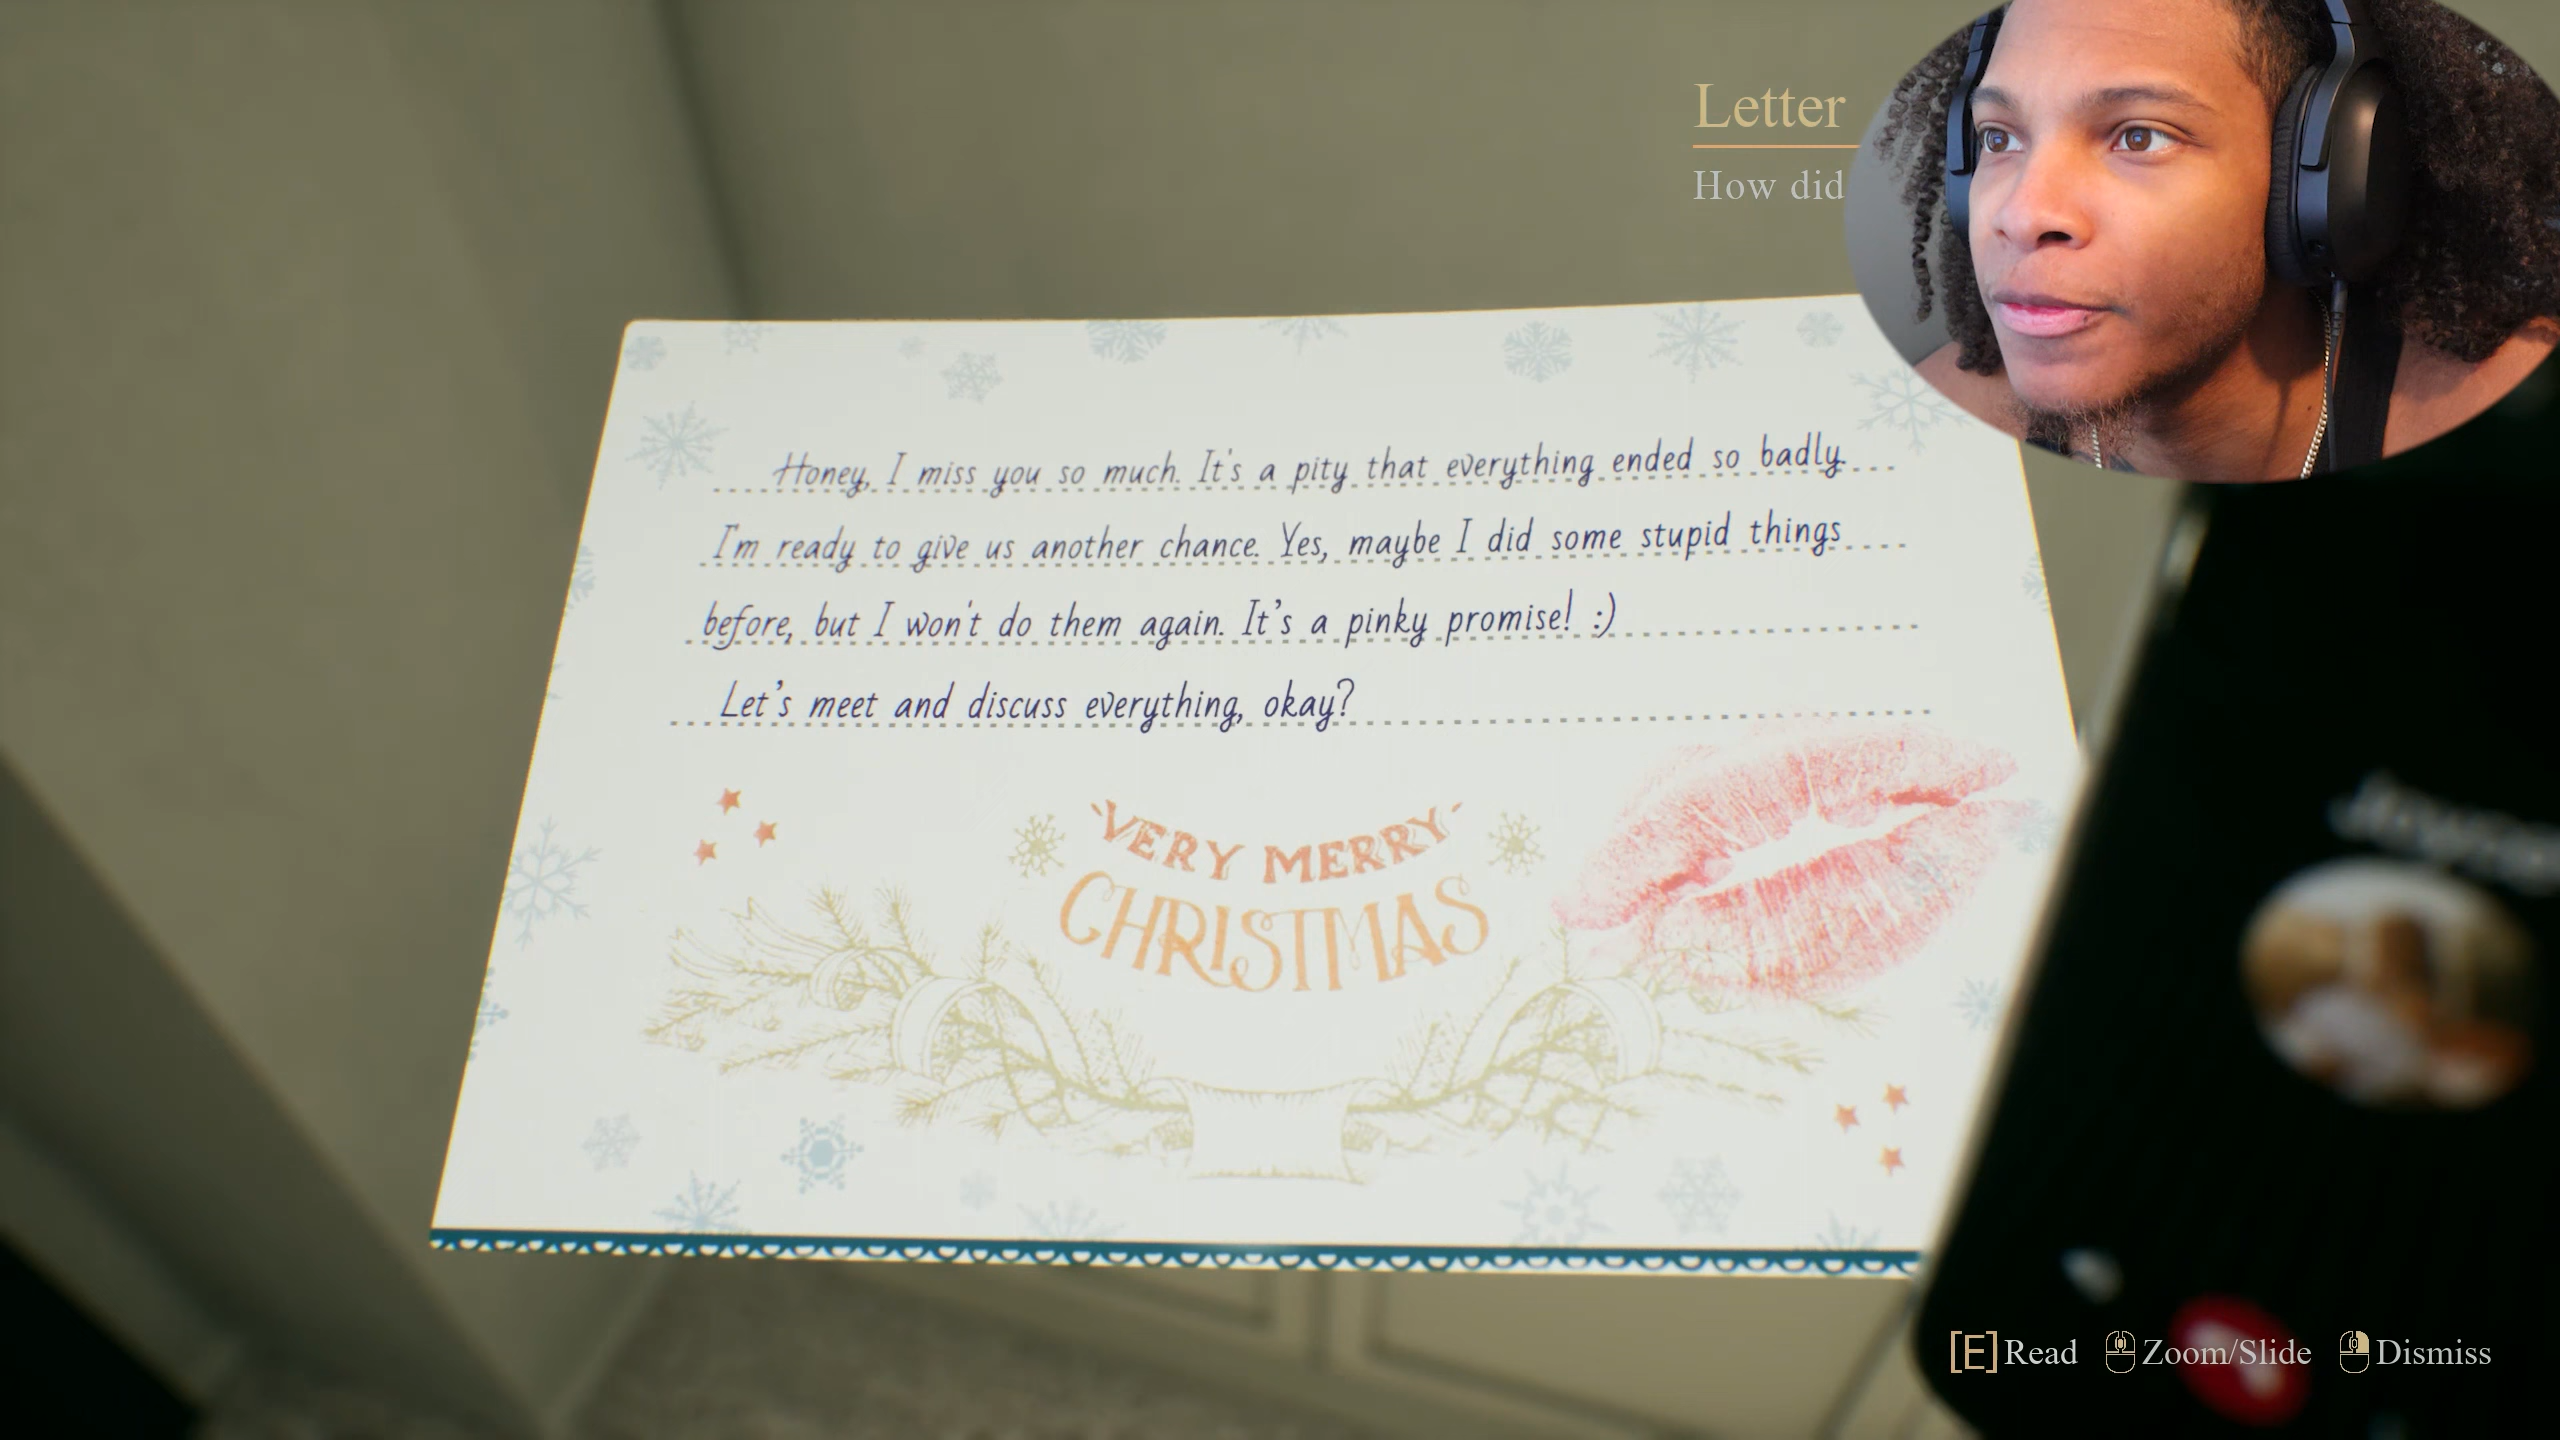 Letter
How did
Honey, I miss you so much. It's a pity that everything ended so badly.
I'm ready to give us another chance. Yes, maybe I did some stupid things
before, but I won't do them again. It's a pinky promise! :)
Let's meet and discuss everything, okay?
VERY MERRY
CHRISTMAS
[E] Read Zoom/Slide Dismiss